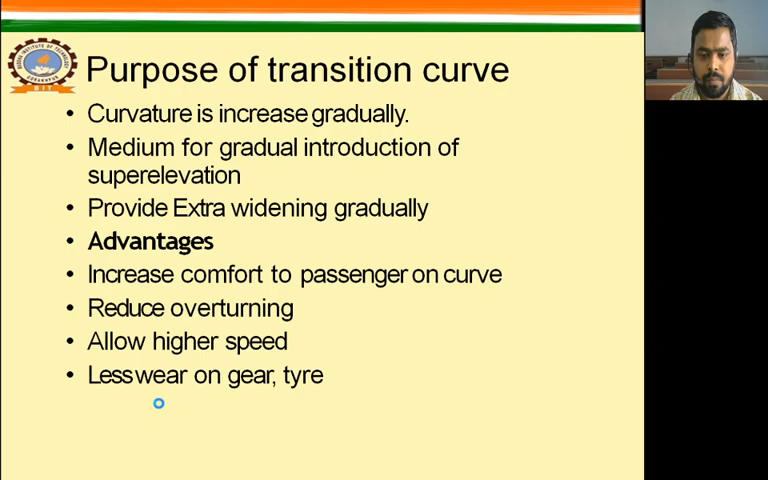 Purpose of transition curve
• Curvature is increase gradually.
• Medium for gradual introduction of
superelevation
• Provide Extra widening gradually
• Advantages
• Increase comfort to passenger on curve
• Reduce overturning
• Allow higher speed
• Less wear on gear, tyre